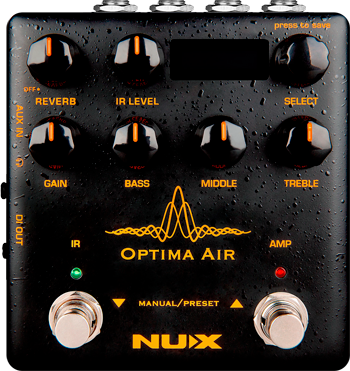 press to save
OFF
REVERB
IR LEVEL
SELECT
AUX IN
GAIN
BASS
MIDDLE
TREBLE
DI OUT
OPTIMA AIR
IR
AMP
MANUAL/PRESET
NUX